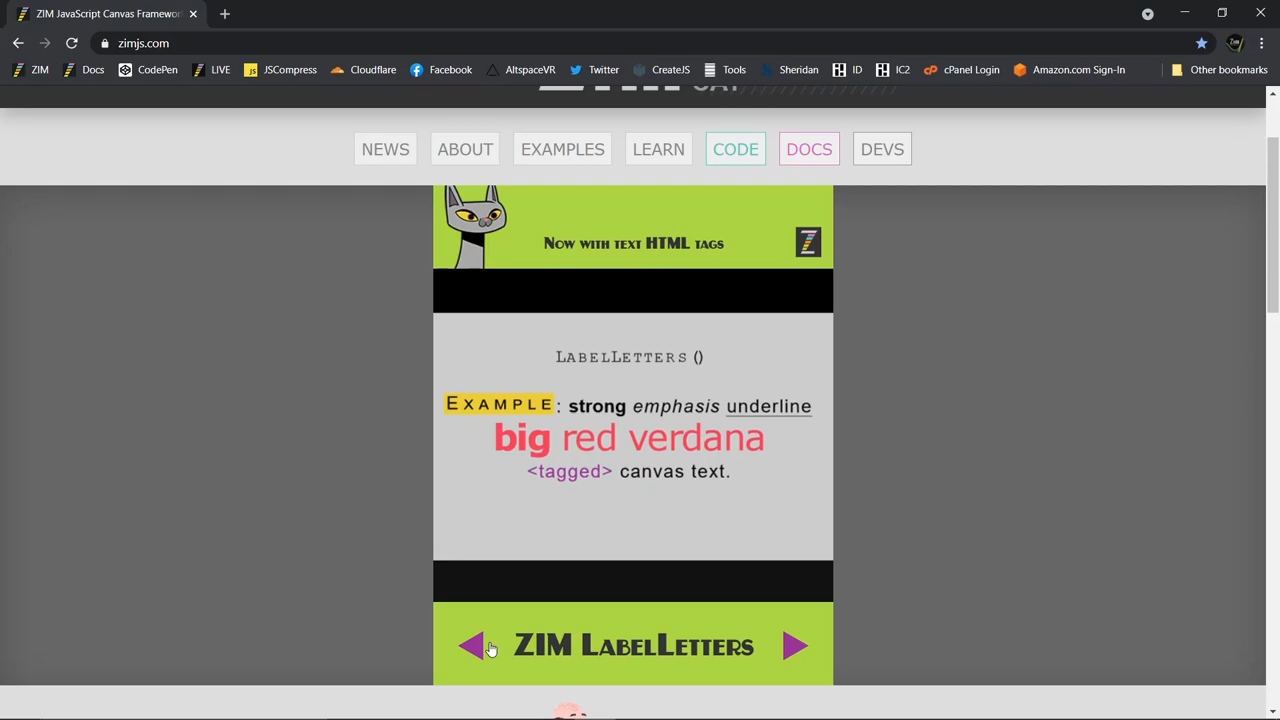 ZIM JavaScript Canvas Framewor
zimjs.com
ZIM Docs CodePen LIVE JSCompress Cloudflare Facebook AltspaceVR Twitter CreateJS Tools Sheridan ID IC2 cPanel Login Amazon.com Sign-In Other bookmarks
NEWS ABOUT EXAMPLES LEARN CODE DOCS DEVS
Now with text HTML tags
LabelLetters ()
Example: strong emphasis underline
big red verdana
<tagged> canvas text.
ZIM LabelLetters